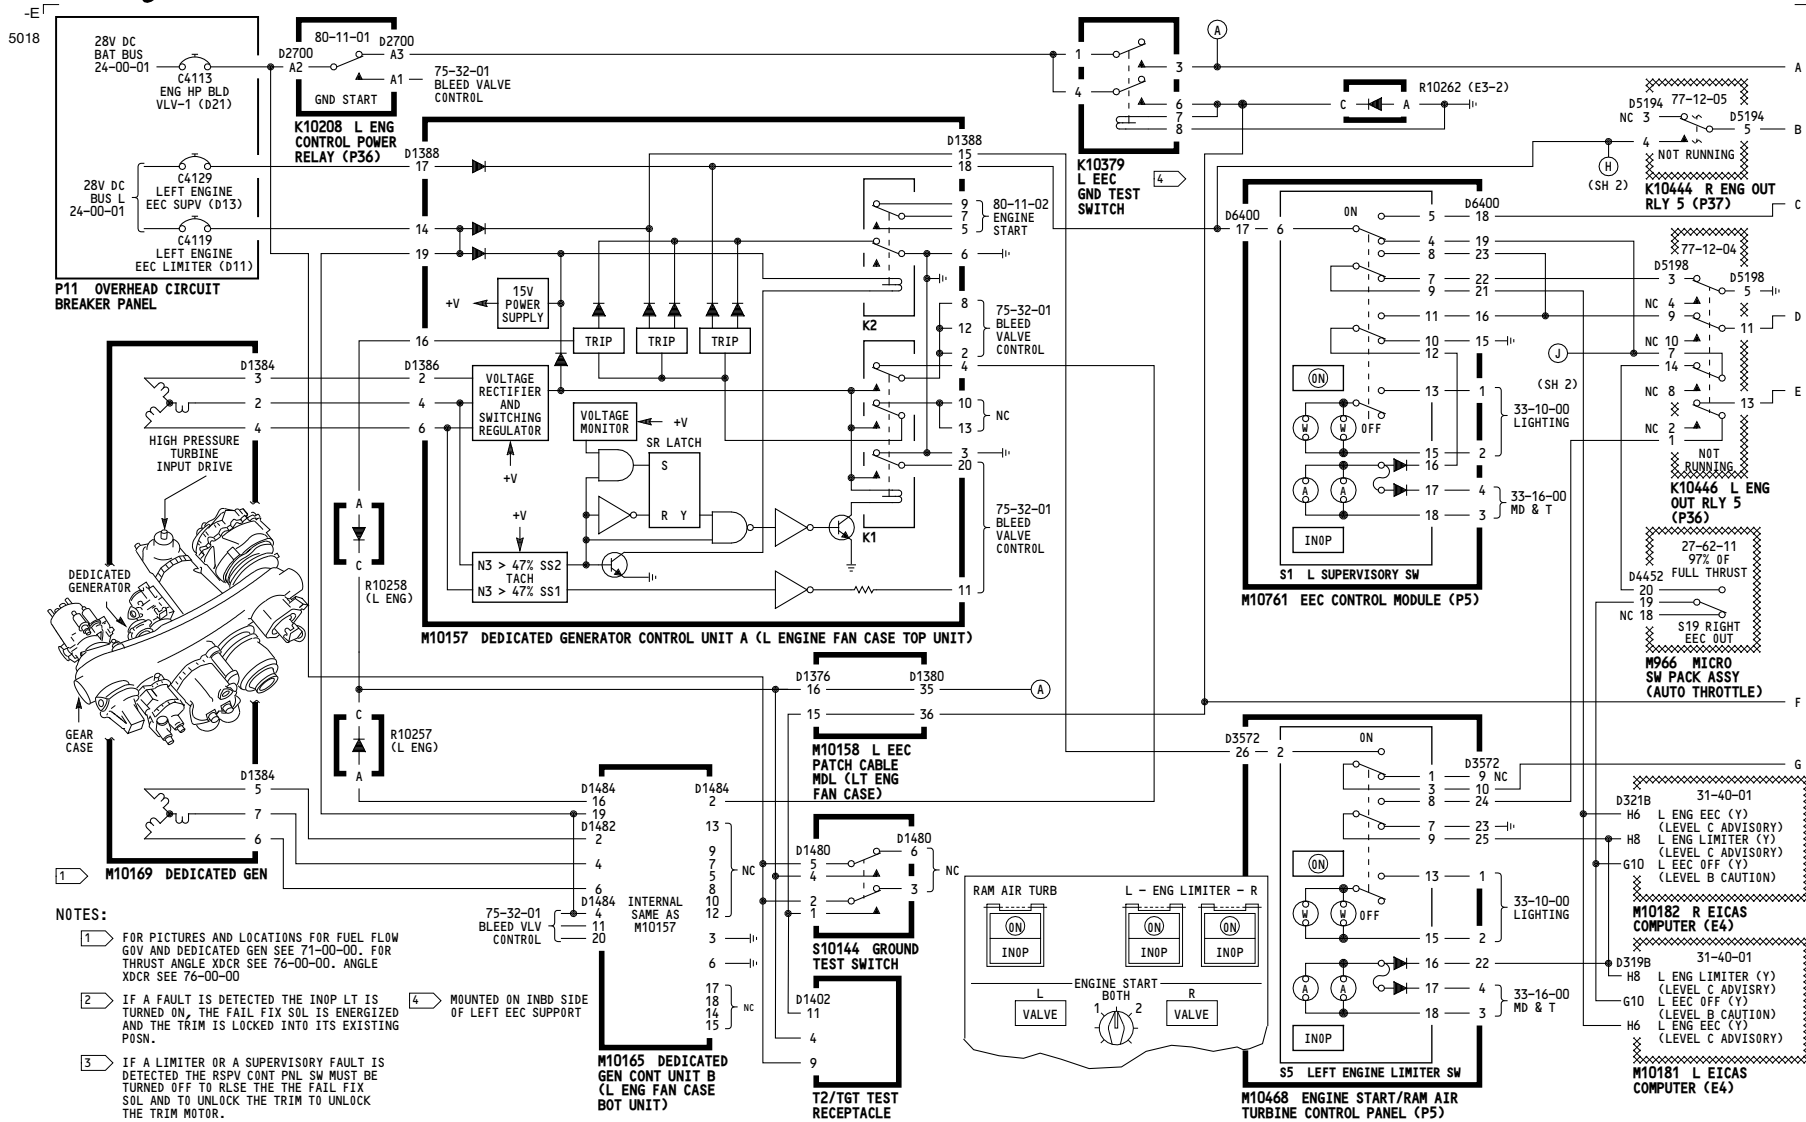 -E
5018
28V DC
BAT BUS
24-00-01
C4113
ENG HP BLD
VLV-1 (D21)
28V DC
BUS L
24-00-01
C4129
LEFT ENGINE
EEC SUPV (D13)
C4119
LEFT ENGINE
EEC LIMITER (D11)
P11 OVERHEAD CIRCUIT
BREAKER PANEL
80-11-01
D2700
A2
D2700
A3
A1
GND START
75-32-01
BLEED VALVE
CONTROL
K10208 L ENG
CONTROL POWER
RELAY (P36)
D1388
17
14
19
16
D1386
2
4
6
15V
POWER
SUPPLY
+V
TRIP
TRIP
TRIP
VOLTAGE
RECTIFIER
AND
SWITCHING
REGULATOR
+V
VOLTAGE
MONITOR
+V
SR LATCH
S
R Y
+V
N3 > 47% SS2
TACH
N3 > 47% SS1
K2
K1
D1388
15
18
9
7
5
80-11-02
ENGINE
START
6
8
12
2
75-32-01
BLEED
VALVE
CONTROL
4
10
13
NC
3
20
11
75-32-01
BLEED
VALVE
CONTROL
M10157 DEDICATED GENERATOR CONTROL UNIT A (L ENGINE FAN CASE TOP UNIT)
D1384
3
2
4
HIGH PRESSURE
TURBINE
INPUT DRIVE
DEDICATED
GENERATOR
GEAR
CASE
D1384
5
7
6
1
M10169 DEDICATED GEN
A
C
R10258
(L ENG)
C
A
R10257
(L ENG)
NOTES:
1 FOR PICTURES AND LOCATIONS FOR FUEL FLOW
GOV AND DEDICATED GEN SEE 71-00-00. FOR
THRUST ANGLE XDCR SEE 76-00-00. ANGLE
XDCR SEE 76-00-00
2 IF A FAULT IS DETECTED THE INOP LT IS
TURNED ON, THE FAIL FIX SOL IS ENERGIZED
AND THE TRIM IS LOCKED INTO ITS EXISTING
POSN.
3 IF A LIMITER OR A SUPERVISORY FAULT IS
DETECTED THE RSPV CONT PNL SW MUST BE
TURNED OFF TO RLSE THE THE FAIL FIX
SOL AND TO UNLOCK THE TRIM TO UNLOCK
THE TRIM MOTOR.
4 MOUNTED ON INBD SIDE
OF LEFT EEC SUPPORT
D1484
16
19
D1482
2
4
6
D1484
4
11
20
75-32-01
BLEED VLV
CONTROL
INTERNAL
SAME AS
M10157
D1484
2
13
9
7
5
8
10
12
NC
3
6
17
18
14
15
NC
M10165 DEDICATED
GEN CONT UNIT B
(L ENG FAN CASE
BOT UNIT)
D1376
16
15
D1380
35
36
A
M10158 L EEC
PATCH CABLE
MDL (LT ENG
FAN CASE)
D1480
5
4
2
1
D1480
6
3
NC
S10144 GROUND
TEST SWITCH
D1402
11
4
9
T2/TGT TEST
RECEPTACLE
1
4
3
6
7
8
K10379
L EEC
GND TEST
SWITCH
4
A
C
A
R10262 (E3-2)
D6400
17
6
ON
5
4
8
7
9
11
10
12
13
15
16
17
18
D6400
18
19
23
22
21
16
15
1
2
4
3
ON
W
W
OFF
A
A
INOP
33-10-00
LIGHTING
33-16-00
MD & T
S1 L SUPERVISORY SW
M10761 EEC CONTROL MODULE (P5)
H
(SH 2)
J
(SH 2)
D5194
77-12-05
NC 3
4
D5194
5
NOT RUNNING
K10444 R ENG OUT
RLY 5 (P37)
77-12-04
D5198
3
NC 4
9
NC 10
7
14
NC 8
NC 2
1
D5198
5
11
13
NOT
RUNNING
K10446 L ENG
OUT RLY 5
(P36)
27-62-11
97% OF
FULL THRUST
D4452
20
19
NC 18
S19 RIGHT
EEC OUT
M966 MICRO
SW PACK ASSY
(AUTO THROTTLE)
A
B
C
D
E
F
G
RAM AIR TURB
L - ENG LIMITER - R
ON
INOP
ON
INOP
ON
INOP
ENGINE START
L
VALVE
BOTH
1
2
R
VALVE
D3572
26
2
ON
1
3
8
7
9
13
15
16
17
18
D3572
9 NC
10
24
23
25
1
2
22
4
3
ON
W
W
OFF
A
A
INOP
33-10-00
LIGHTING
33-16-00
MD & T
S5 LEFT ENGINE LIMITER SW
M10468 ENGINE START/RAM AIR
TURBINE CONTROL PANEL (P5)
31-40-01
D321B
H6 L ENG EEC (Y)
(LEVEL C ADVISORY)
H8 L ENG LIMITER (Y)
(LEVEL C ADVISORY)
G10 L EEC OFF (Y)
(LEVEL B CAUTION)
M10182 R EICAS
COMPUTER (E4)
31-40-01
D319B
H8 L ENG LIMITER (Y)
(LEVEL C ADVISORY)
G10 L EEC OFF (Y)
(LEVEL B CAUTION)
H6 L ENG EEC (Y)
(LEVEL C ADVISORY)
M10181 L EICAS
COMPUTER (E4)